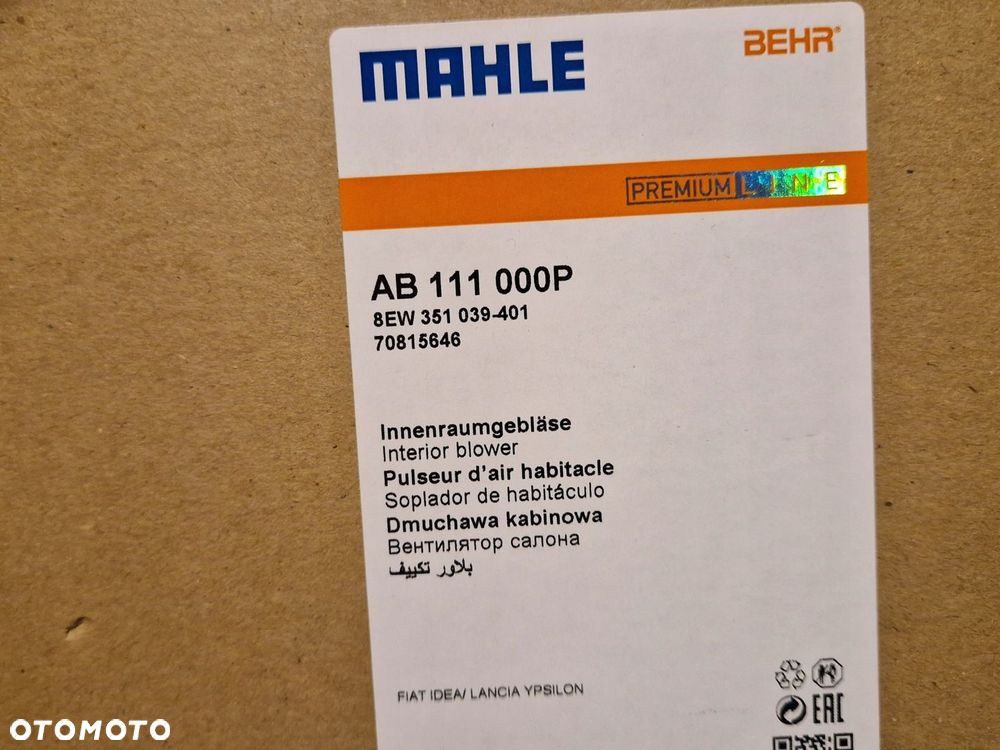 MAHLE
BEHR®
PREMIUM LINE
AB 111 000P
8EW 351 039-401
70815646
Innenraumgebläse
Interior blower
Pulseur d'air habitacle
Soplador de habitáculo
Dmuchawa kabinowa
Вентилятор салона
بلاور تكييف
FIAT IDEA/ LANCIA YPSILON
EAC
OTOMOTO